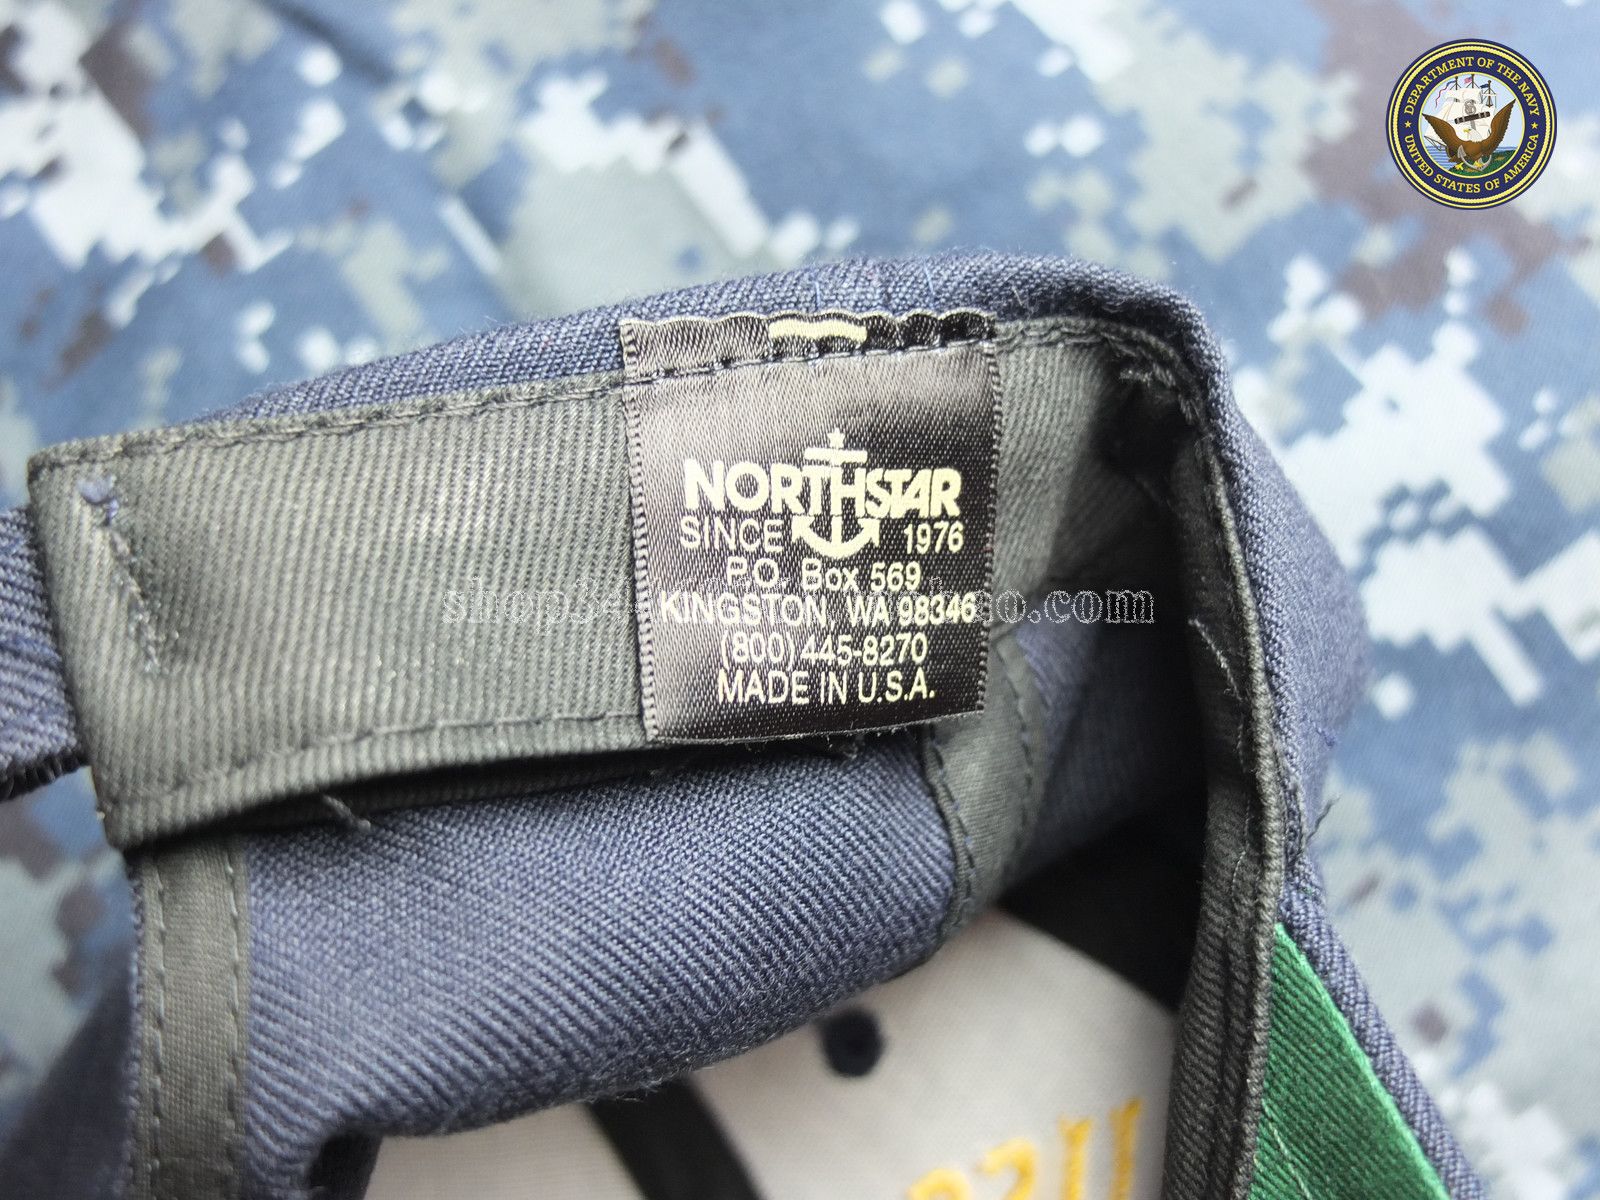 DEPARTMENT OF THE NAVY
UNITED STATES OF AMERICA
NORTHSTAR
SINCE 1976
P.O. Box 569
KINGSTON, WA 98346
(800) 445-8270
MADE IN U.S.A.